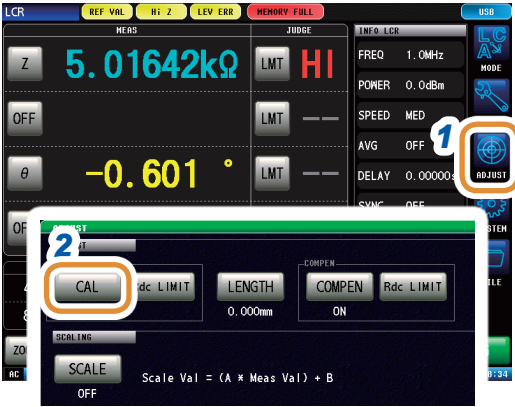 LCR REF VAL Hi Z LEV ERR MEMORY FULL USB
MEAS JUDGE INFO LCR
Z 5.01642kΩ LMT HI
FREQ 1.0MHz
MODE
POWER 0.0dBm
OFF LMT -- SPEED MED
1
AVG OFF
θ -0.601 ° LMT --
DELAY 0.00000s ADJUST
SYNC OFF
2
CAL Rdc LIMIT LENGTH COMPEN COMPEN Rdc LIMIT
0.000mm ON
SCALING
SCALE Scale Val = (A * Meas Val) + B
OFF
AC